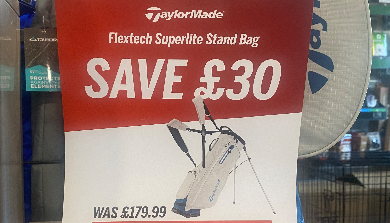 TaylorMade
Flextech Superlite Stand Bag
SAVE £30
WAS £179.99